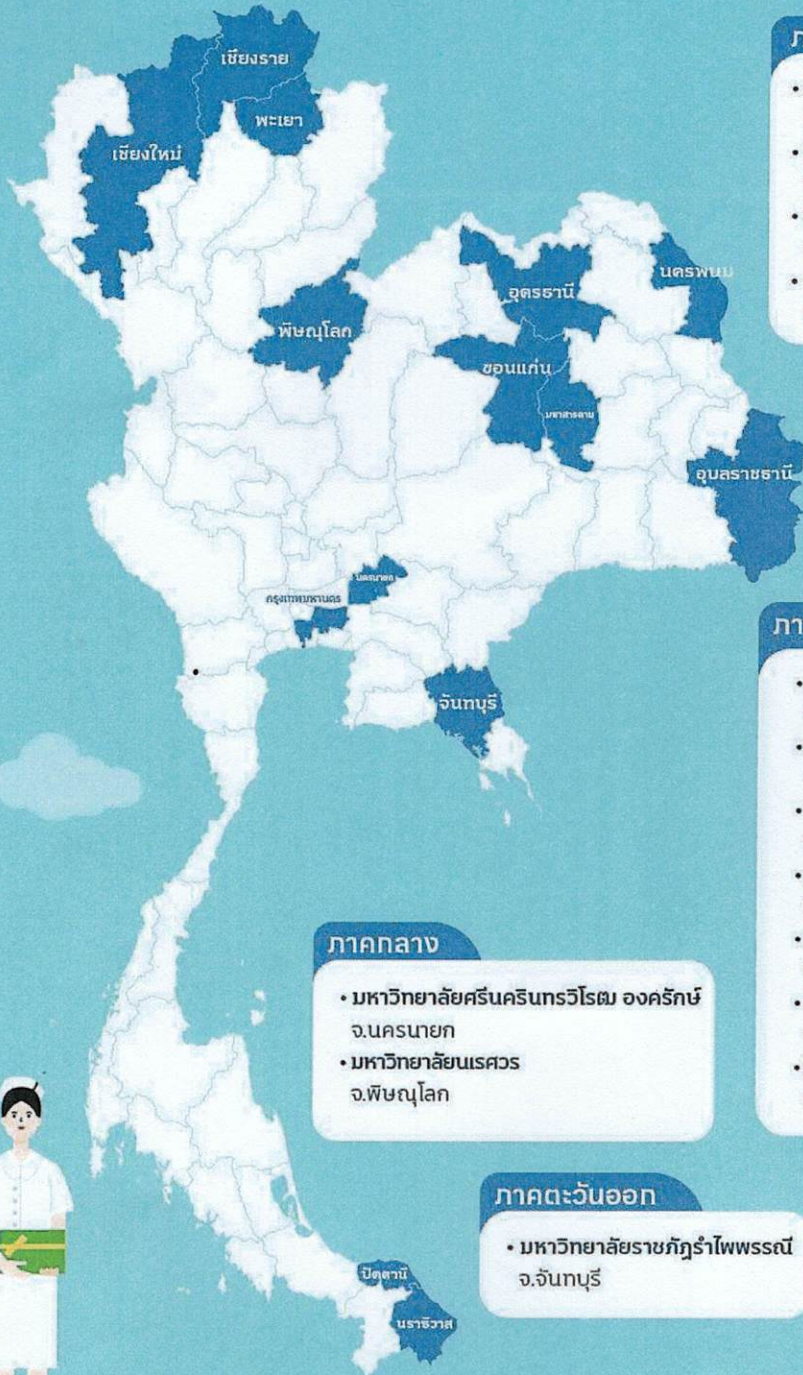 เชียงราย
พะเยา
เชียงใหม่
นครพนม
อุดรธานี
พิษณุโลก
ขอนแก่น
มหาสารคาม
อุบลราชธานี
นครนายก
กรุงเทพมหานคร
จันทบุรี
ภาคกลาง
• มหาวิทยาลัยศรีนครินทรวิโรฒ องครักษ์
จ.นครนายก
• มหาวิทยาลัยนเรศวร
จ.พิษณุโลก
ภาคตะวันออก
• มหาวิทยาลัยราชภัฏรำไพพรรณี
จ.จันทบุรี
ปัตตานี
นราธิวาส